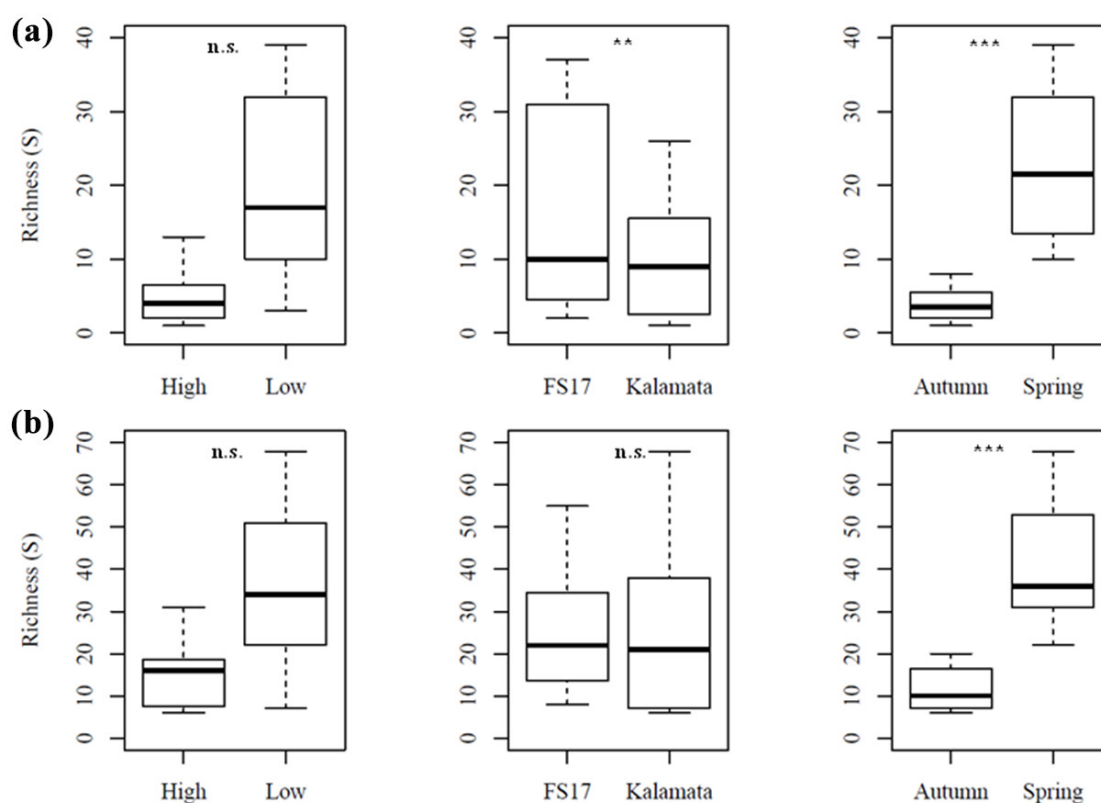 (a)
n.s.
**
***
Richness (S)
0 10 20 30 40
0 10 20 30 40
0 10 20 30 40
High Low
FS17 Kalamata
Autumn Spring
(b)
n.s.
n.s.
***
Richness (S)
0 10 20 30 40 50 60 70
0 10 20 30 40 50 60 70
0 10 20 30 40 50 60 70
High Low
FS17 Kalamata
Autumn Spring